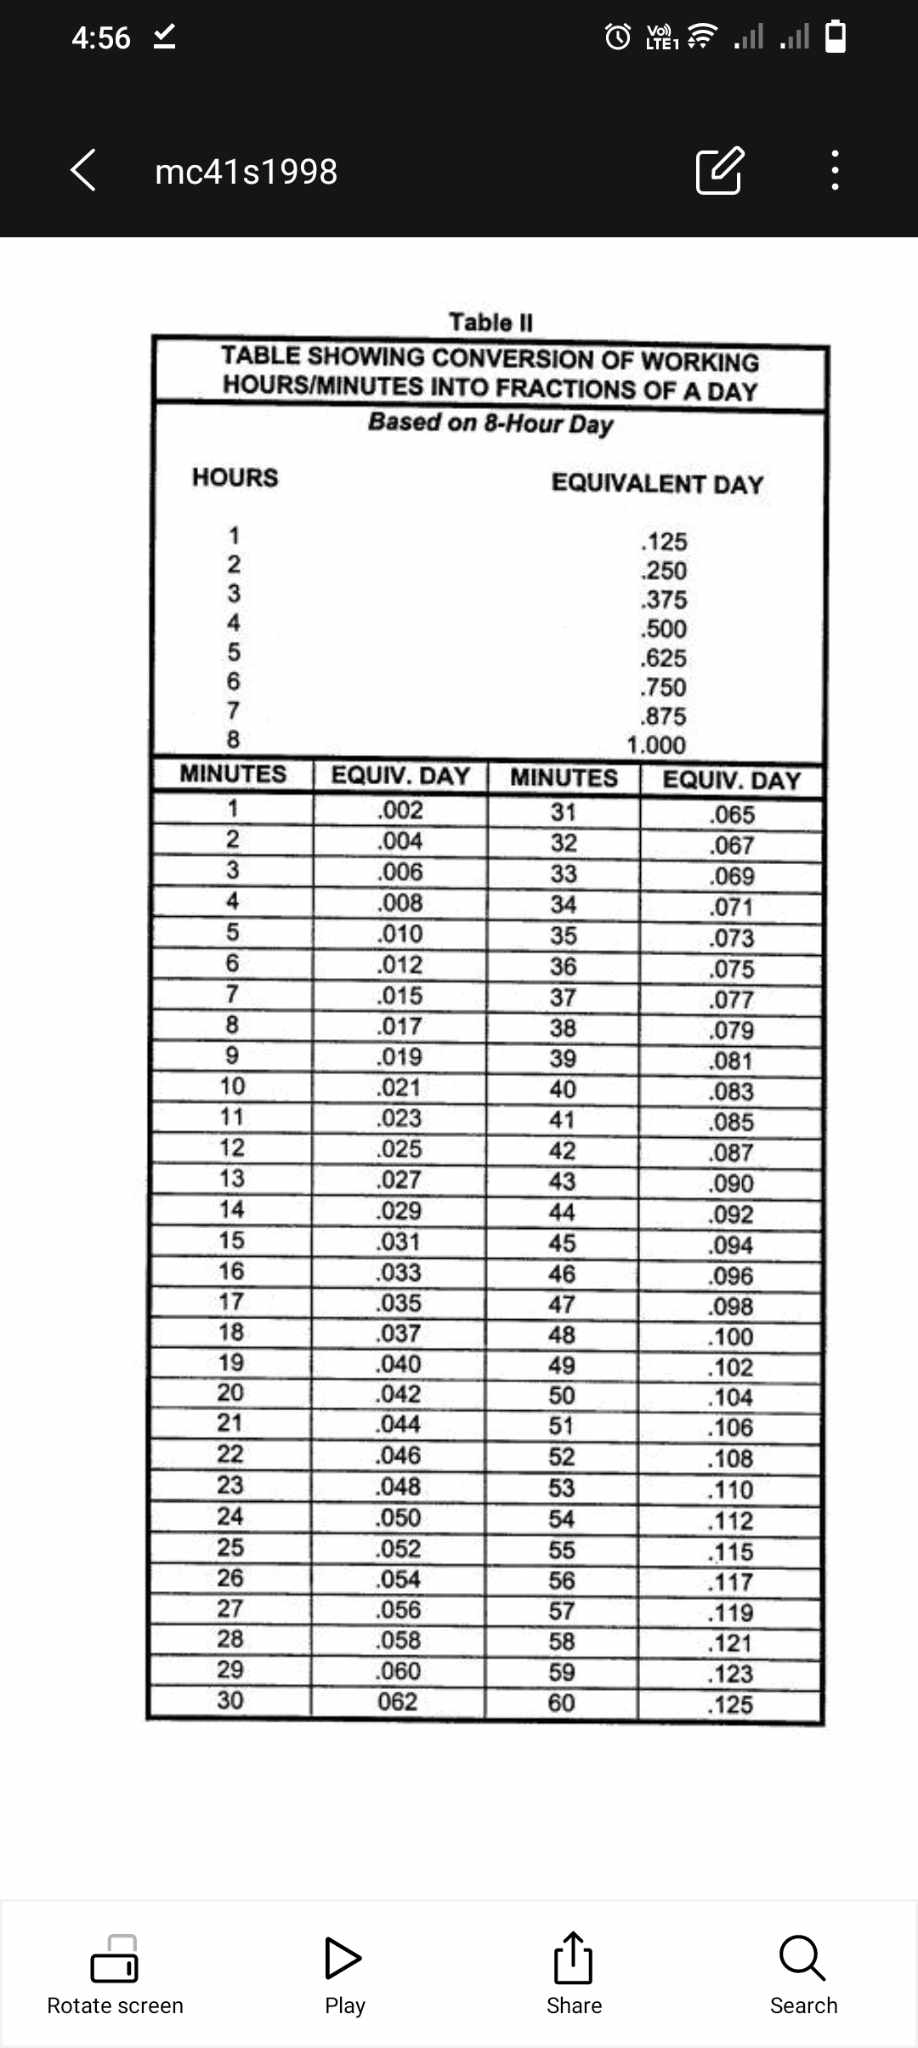 4:56
Vo))
LTE1
mc41s1998
Table II
TABLE SHOWING CONVERSION OF WORKING
HOURS/MINUTES INTO FRACTIONS OF A DAY
Based on 8-Hour Day
HOURS EQUIVALENT DAY
1 .125
2 .250
3 .375
4 .500
5 .625
6 .750
7 .875
8 1.000
MINUTES EQUIV. DAY MINUTES EQUIV. DAY
1 .002 31 .065
2 .004 32 .067
3 .006 33 .069
4 .008 34 .071
5 .010 35 .073
6 .012 36 .075
7 .015 37 .077
8 .017 38 .079
9 .019 39 .081
10 .021 40 .083
11 .023 41 .085
12 .025 42 .087
13 .027 43 .090
14 .029 44 .092
15 .031 45 .094
16 .033 46 .096
17 .035 47 .098
18 .037 48 .100
19 .040 49 .102
20 .042 50 .104
21 .044 51 .106
22 .046 52 .108
23 .048 53 .110
24 .050 54 .112
25 .052 55 .115
26 .054 56 .117
27 .056 57 .119
28 .058 58 .121
29 .060 59 .123
30 062 60 .125
Rotate screen Play Share Search